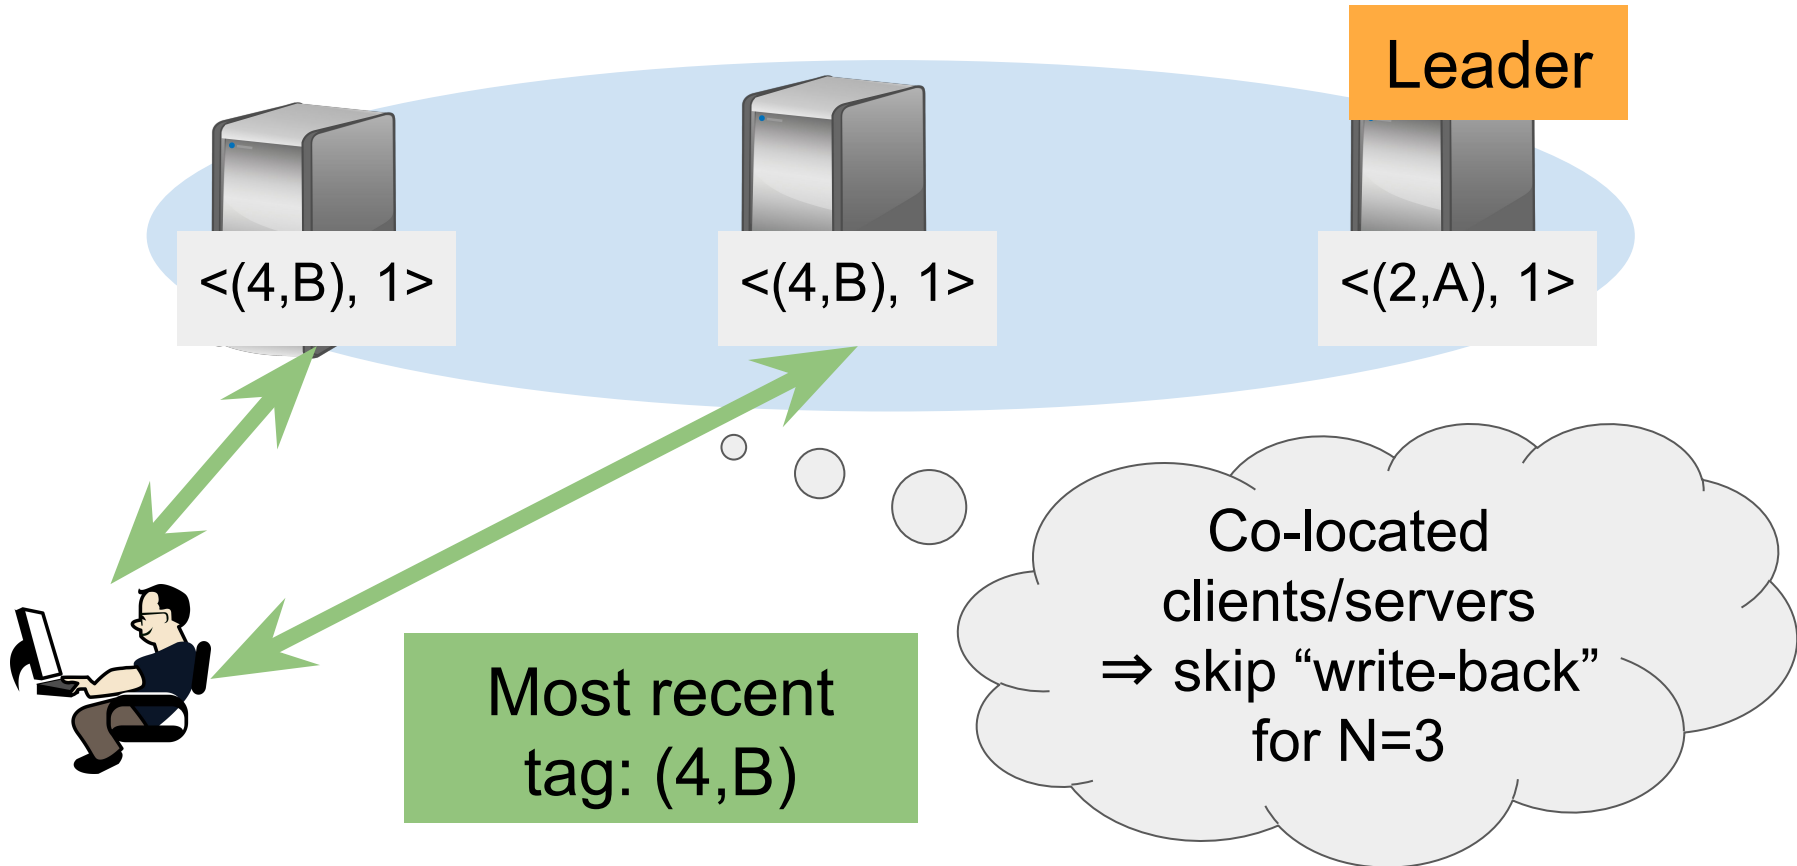 Leader
<(4,B), 1>
<(4,B), 1>
<(2,A), 1>
Co-located
clients/servers
⇒ skip “write-back”
for N=3
Most recent
tag: (4,B)